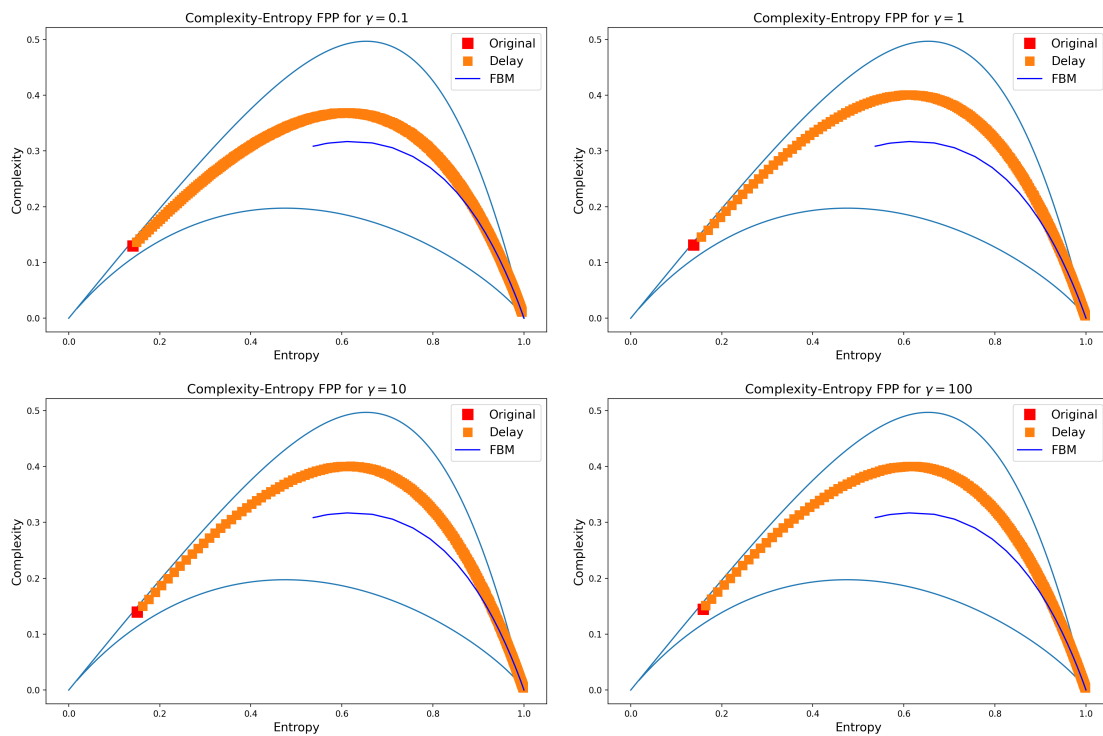 Complexity-Entropy FPP for γ = 0.1
Complexity
0.5
0.4
0.3
0.2
0.1
0.0
Original
Delay
FBM
0.0 0.2 0.4 0.6 0.8 1.0
Entropy
Complexity-Entropy FPP for γ = 1
Complexity
0.5
0.4
0.3
0.2
0.1
0.0
Original
Delay
FBM
0.0 0.2 0.4 0.6 0.8 1.0
Entropy
Complexity-Entropy FPP for γ = 10
Complexity
0.5
0.4
0.3
0.2
0.1
0.0
Original
Delay
FBM
0.0 0.2 0.4 0.6 0.8 1.0
Entropy
Complexity-Entropy FPP for γ = 100
Complexity
0.5
0.4
0.3
0.2
0.1
0.0
Original
Delay
FBM
0.0 0.2 0.4 0.6 0.8 1.0
Entropy